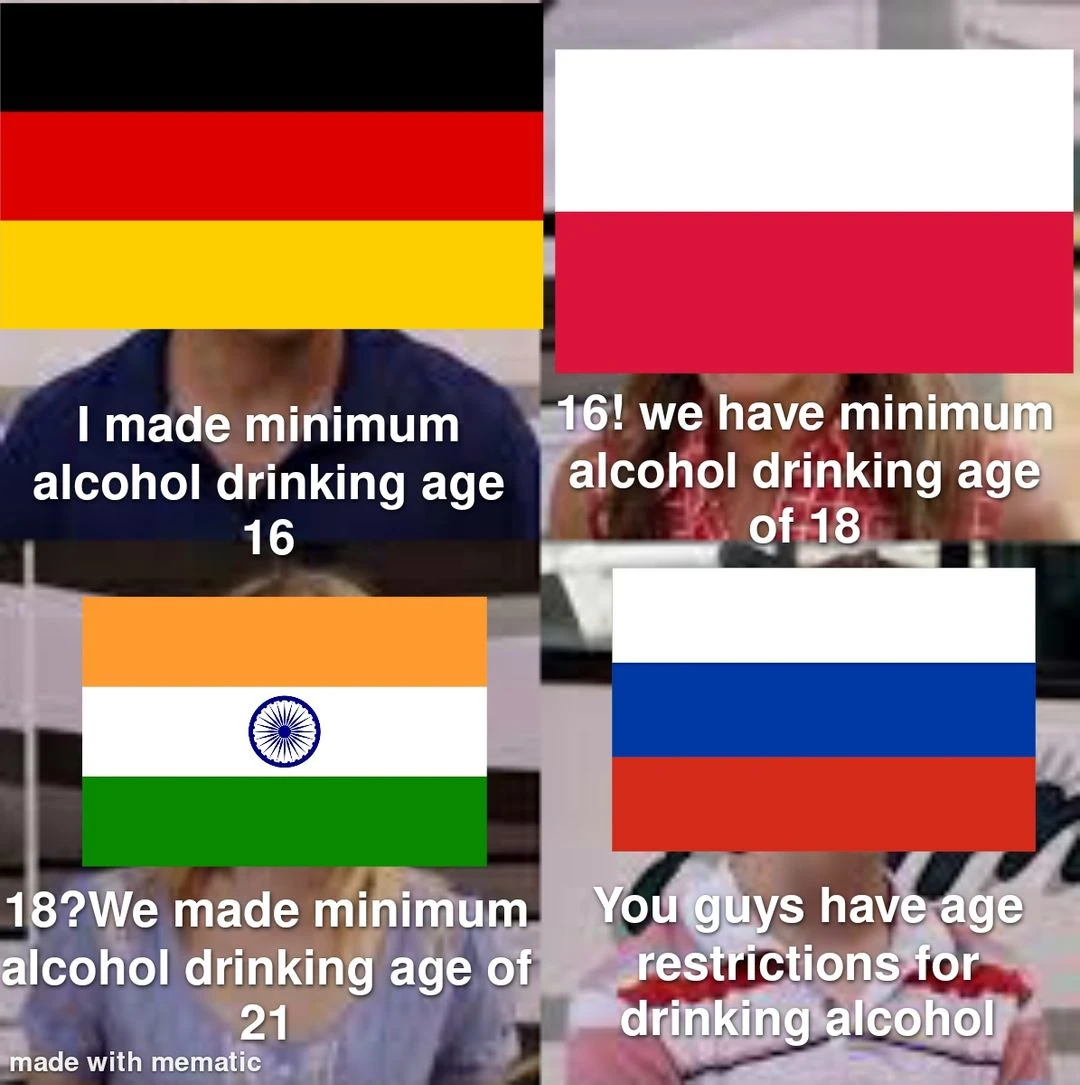 I made minimum
alcohol drinking age
16
16! we have minimum
alcohol drinking age
of 18
18?We made minimum
alcohol drinking age of
21
You guys have age
restrictions for
drinking alcohol
made with mematic